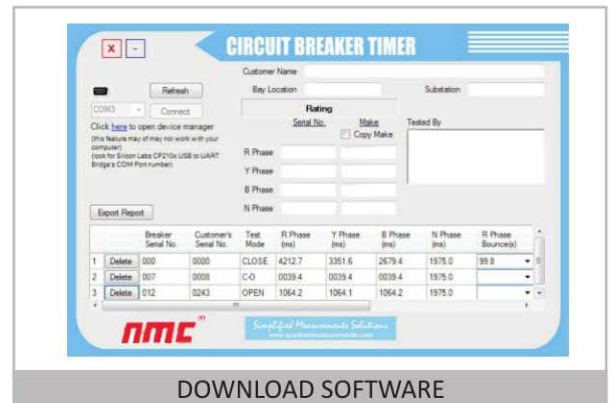 X -
CIRCUIT BREAKER TIMER
Customer Name
Refresh
Bay Location
Substation
COM3
Connect
Rating
Serial No.
Make
Tested By
Copy Make
Click here to open device manager
(this feature may of may not work with your
computer)
(look for Silicon Labs CP210x USB to UART
Bridge's COM Port number)
R Phase
Y Phase
B Phase
N Phase
Export Report
Breaker Serial No. Customer's Serial No. Test Mode R Phase (ms) Y Phase (ms) B Phase (ms) N Phase (ms) R Phase Bounce(s)
1 Delete 000 0000 CLOSE 4212.7 3351.6 2679.4 1975.0 99.8
2 Delete 007 0008 C-O 0039.4 0039.4 0039.4 1975.0
3 Delete 012 0243 OPEN 1064.2 1064.1 1064.2 1975.0
nmc
Simplified Measurements Solutions
DOWNLOAD SOFTWARE